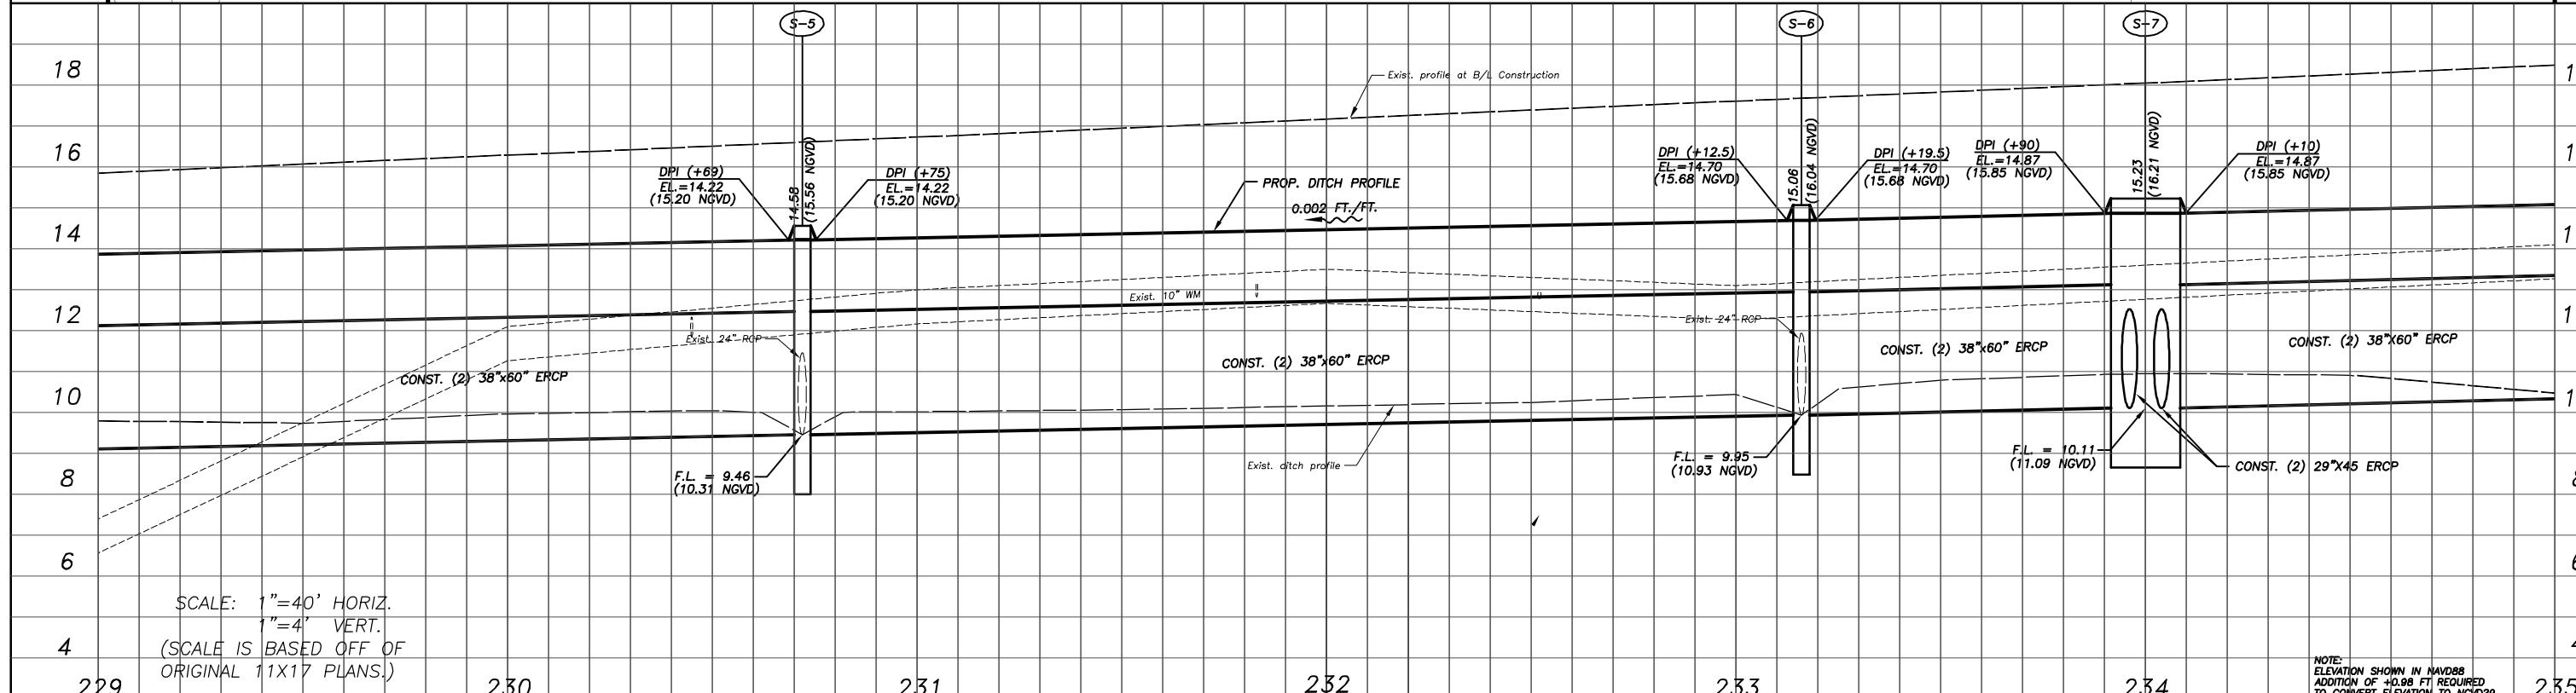 S-5
S-6
S-7
18
16
14
12
10
8
6
4
Exist. profile at B/L Construction
DPI (+69)
EL.=14.22
(15.20 NGVD)
14.58
(15.56 NGVD)
DPI (+75)
EL.=14.22
(15.20 NGVD)
PROP. DITCH PROFILE
0.002 FT./FT.
DPI (+12.5)
EL.=14.70
(15.68 NGVD)
15.06
(16.04 NGVD)
DPI (+19.5)
EL.=14.70
(15.68 NGVD)
DPI (+90)
EL.=14.87
(15.85 NGVD)
15.23
(16.21 NGVD)
DPI (+10)
EL.=14.87
(15.85 NGVD)
Exist. 10" WM
Exist. 24" RCP
Exist. 24" RCP
CONST. (2) 38"x60" ERCP
CONST. (2) 38"x60" ERCP
CONST. (2) 38"x60" ERCP
CONST. (2) 38"X60" ERCP
F.L. = 9.46
(10.31 NGVD)
Exist. ditch profile
F.L. = 9.95
(10.93 NGVD)
F.L. = 10.11
(11.09 NGVD)
CONST. (2) 29"X45 ERCP
SCALE: 1"=40' HORIZ.
1"=4' VERT.
(SCALE IS BASED OFF OF
ORIGINAL 11X17 PLANS.)
NOTE:
ELEVATION SHOWN IN NAVD88
ADDITION OF +0.98 FT REQUIRED
TO CONVERT ELEVATION TO NGVD29
229
230
231
232
233
234
235